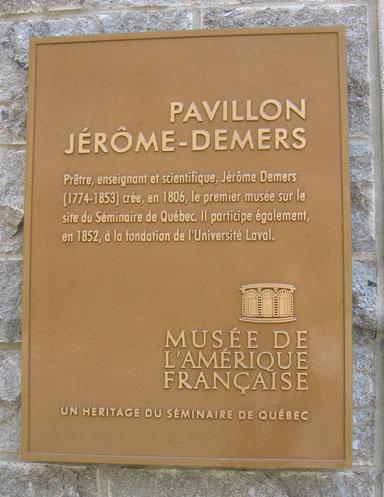 PAVILLON
JÉRÔME-DEMERS
Prêtre, enseignant et scientifique, Jérôme Demers
(1774-1853) crée, en 1806, le premier musée sur le
site du Séminaire de Québec. Il participe également,
en 1852, à la fondation de l'Université Laval.
MUSÉE DE
L'AMÉRIQUE
FRANÇAISE
UN HÉRITAGE DU SÉMINAIRE DE QUÉBEC